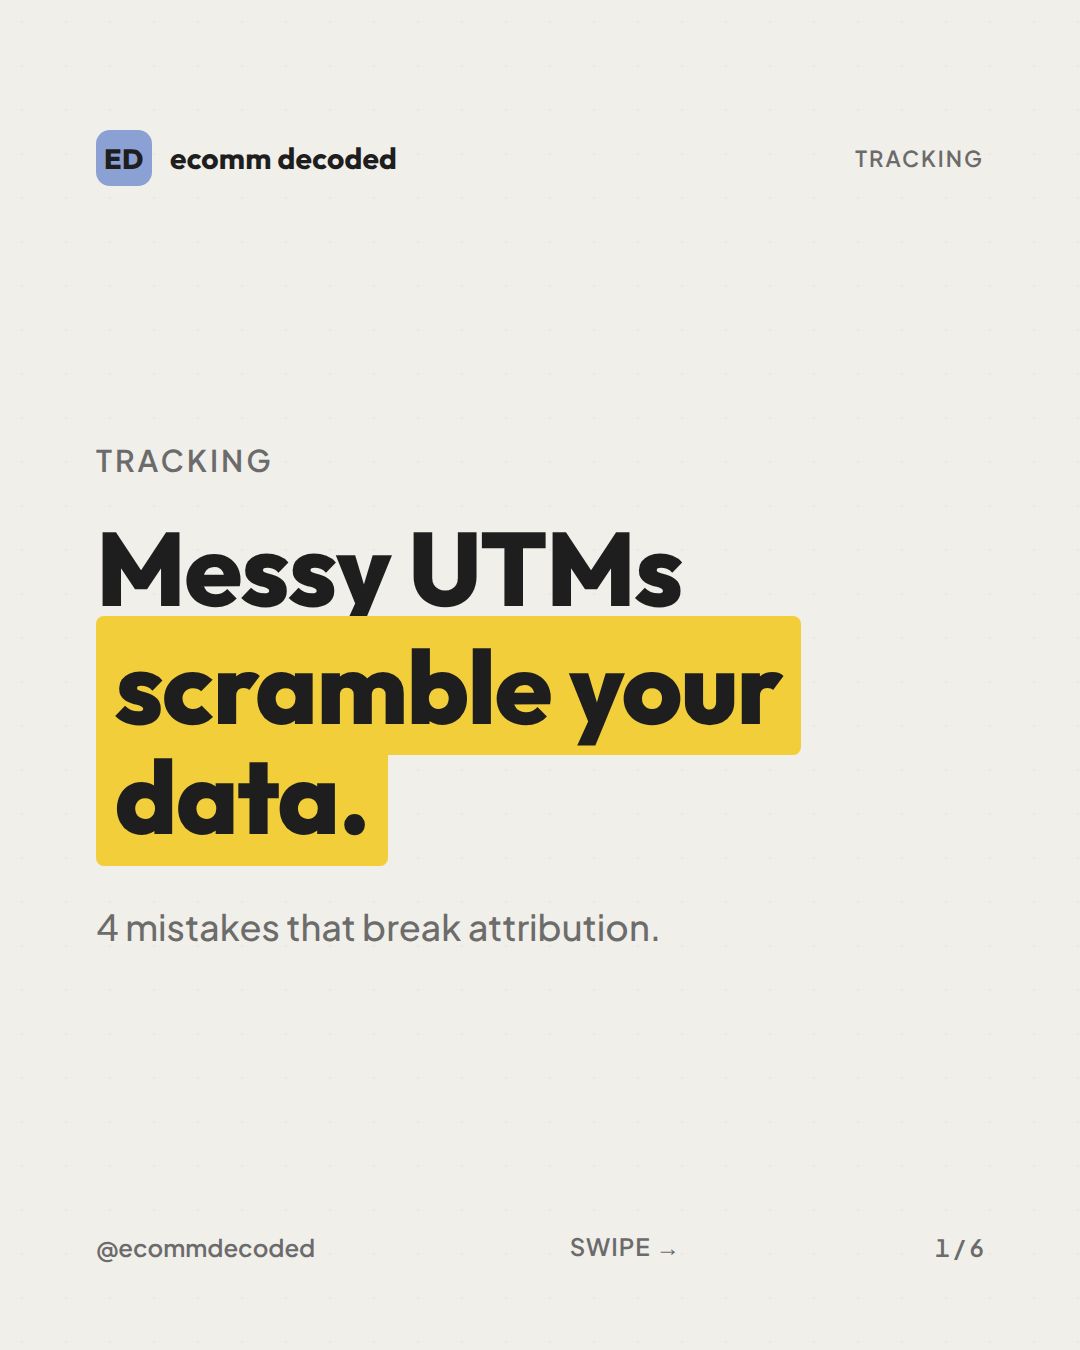 ED ecomm decoded
TRACKING
TRACKING
Messy UTMs
scramble your
data.
4 mistakes that break attribution.
@ecommdecoded
SWIPE →
1 / 6